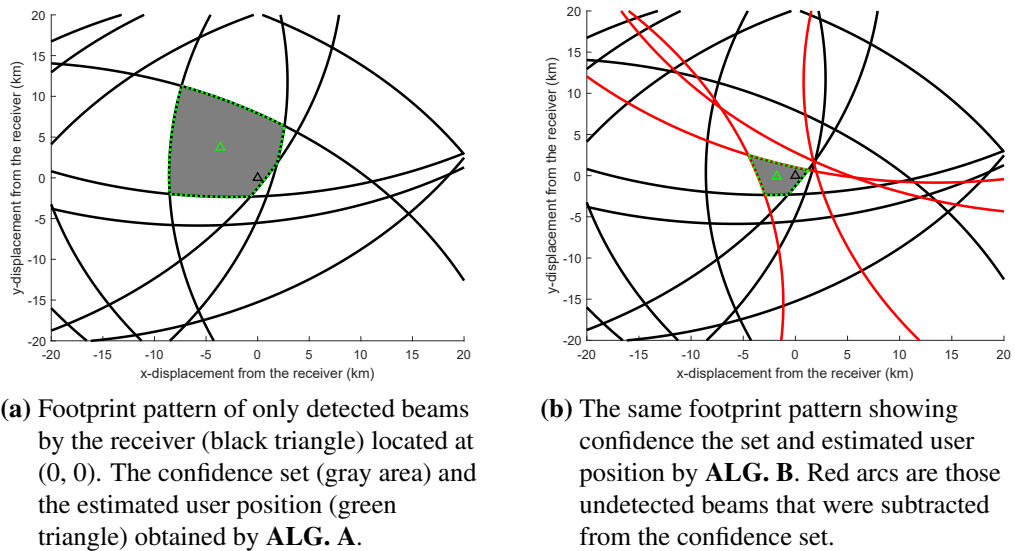 20
15
10
5
0
-5
-10
-15
-20
-20 -15 -10 -5 0 5 10 15 20
y-displacement from the receiver (km)
x-displacement from the receiver (km)
(a) Footprint pattern of only detected beams
by the receiver (black triangle) located at
(0, 0). The confidence set (gray area) and
the estimated user position (green
triangle) obtained by ALG. A.
20
15
10
5
0
-5
-10
-15
-20
-20 -15 -10 -5 0 5 10 15 20
y-displacement from the receiver (km)
x-displacement from the receiver (km)
(b) The same footprint pattern showing
confidence the set and estimated user
position by ALG. B. Red arcs are those
undetected beams that were subtracted
from the confidence set.